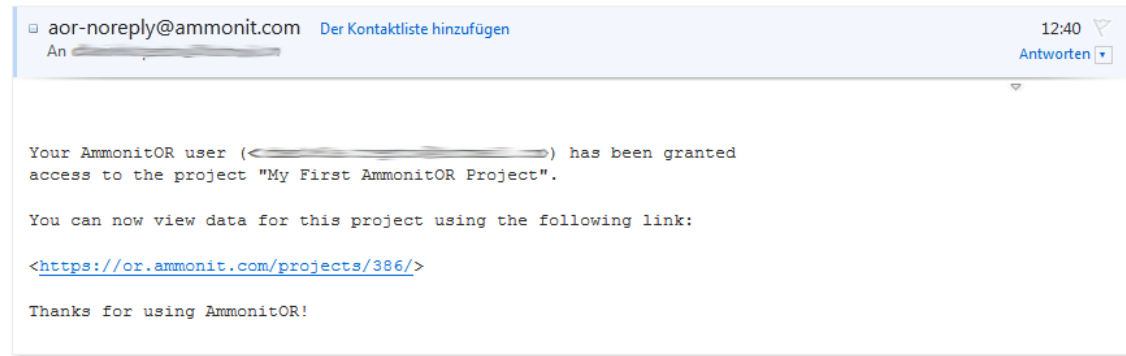 aor-noreply@ammonit.com Der Kontaktliste hinzufügen 12:40
An
Antworten
Your AmmonitOR user (<>) has been granted
access to the project "My First AmmonitOR Project".
You can now view data for this project using the following link:
<https://or.ammonit.com/projects/386/>
Thanks for using AmmonitOR!